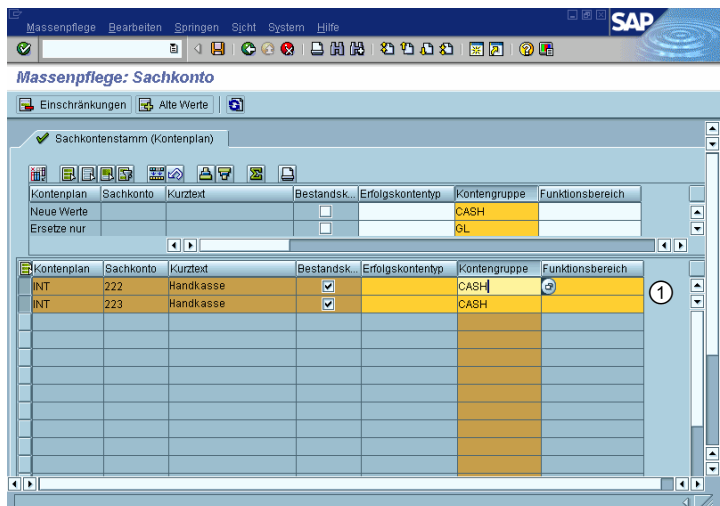 Massenpflege Bearbeiten Springen Sicht System Hilfe
SAP
Massenpflege: Sachkonto
Einschränkungen Alte Werte
Sachkontenstamm (Kontenplan)
Kontenplan Sachkonto Kurztext Bestandsk... Erfolgskontentyp Kontengruppe Funktionsbereich
Neue Werte CASH
Ersetze nur GL
Kontenplan Sachkonto Kurztext Bestandsk... Erfolgskontentyp Kontengruppe Funktionsbereich
INT 222 Handkasse CASH 1
INT 223 Handkasse CASH